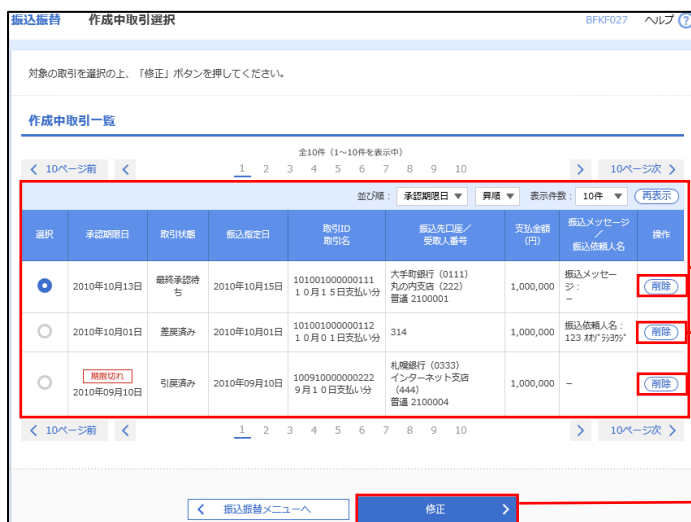 振込振替 作成中取引選択 BFKF027 ヘルプ ?
対象の取引を選択の上、「修正」ボタンを押してください。
作成中取引一覧
全10件（1～10件を表示中）
10ページ前 1 2 3 4 5 6 7 8 9 10 10ページ次
並び順： 承認期限日 ▼ 昇順 ▼ 表示件数： 10件 ▼ 再表示
選択 承認期限日 取引状態 振込指定日 取引ID 取引名 振込先口座／ 受取人番号 支払金額 (円) 振込メッセージ ／ 振込依頼人名 操作
2010年10月13日 最終承認待ち 2010年10月15日 101001000000111 １０月１５日支払い分 大手町銀行（0111） 丸の内支店（222） 普通 2100001 1,000,000 振込メッセージ： － 削除
2010年10月01日 差戻済み 2010年10月01日 101001000000112 １０月０１日支払い分 314 1,000,000 振込依頼人名： 123 削除
期限切れ 2010年09月10日 引戻済み 2010年09月10日 100910000000222 ９月１０日支払い分 札幌銀行（0333） インターネット支店 （444） 普通 2100004 1,000,000 － 削除
10ページ前 1 2 3 4 5 6 7 8 9 10 10ページ次
振込振替メニューへ 修正